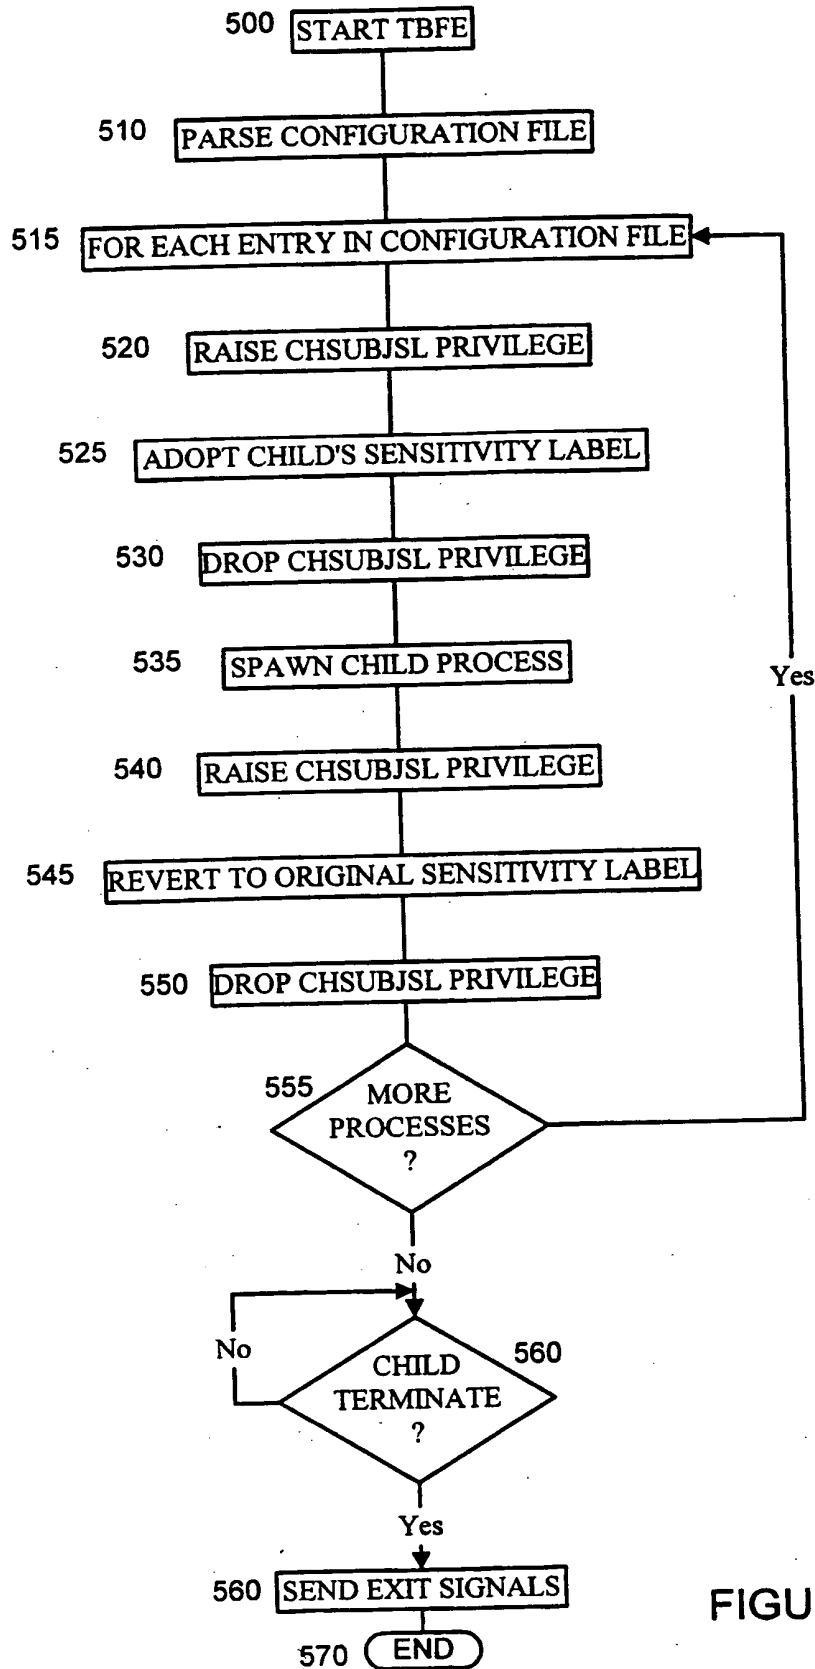 500 START TBFE
510 PARSE CONFIGURATION FILE
515 FOR EACH ENTRY IN CONFIGURATION FILE
520 RAISE CHSUBJSL PRIVILEGE
525 ADOPT CHILD'S SENSITIVITY LABEL
530 DROP CHSUBJSL PRIVILEGE
535 SPAWN CHILD PROCESS
Yes
540 RAISE CHSUBJSL PRIVILEGE
545 REVERT TO ORIGINAL SENSITIVITY LABEL
550 DROP CHSUBJSL PRIVILEGE
555 MORE
PROCESSES
?
No
No
CHILD 560
TERMINATE
?
Yes
560 SEND EXIT SIGNALS
FIGU
570 END